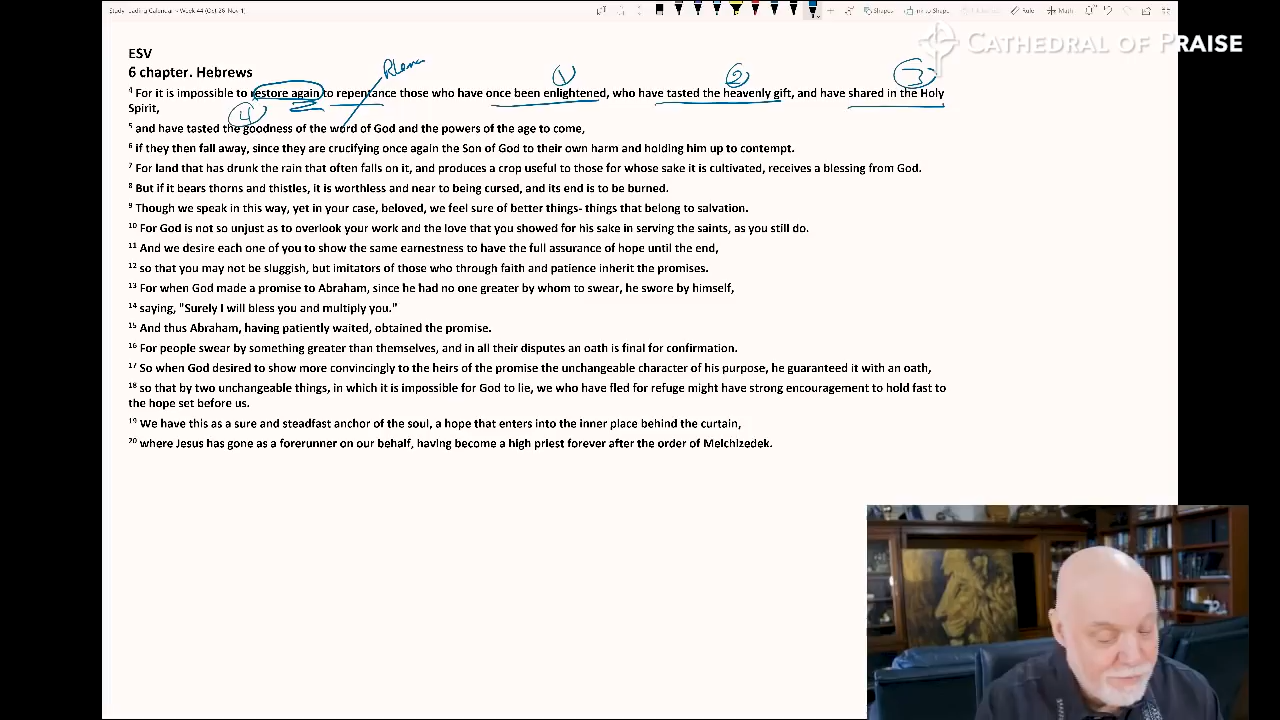 Study Reading Calendar - Week 44 (Oct 26-Nov 1)
Shapes Ink to Shape Ruler Math
CATHEDRAL OF PRAISE
ESV
6 chapter. Hebrews
① ② ③
4 For it is impossible to restore again to repentance those who have once been enlightened, who have tasted the heavenly gift, and have shared in the Holy
Spirit,
④
5 and have tasted the goodness of the word of God and the powers of the age to come,
6 if they then fall away, since they are crucifying once again the Son of God to their own harm and holding him up to contempt.
7 For land that has drunk the rain that often falls on it, and produces a crop useful to those for whose sake it is cultivated, receives a blessing from God.
8 But if it bears thorns and thistles, it is worthless and near to being cursed, and its end is to be burned.
9 Though we speak in this way, yet in your case, beloved, we feel sure of better things- things that belong to salvation.
10 For God is not so unjust as to overlook your work and the love that you showed for his sake in serving the saints, as you still do.
11 And we desire each one of you to show the same earnestness to have the full assurance of hope until the end,
12 so that you may not be sluggish, but imitators of those who through faith and patience inherit the promises.
13 For when God made a promise to Abraham, since he had no one greater by whom to swear, he swore by himself,
14 saying, "Surely I will bless you and multiply you."
15 And thus Abraham, having patiently waited, obtained the promise.
16 For people swear by something greater than themselves, and in all their disputes an oath is final for confirmation.
17 So when God desired to show more convincingly to the heirs of the promise the unchangeable character of his purpose, he guaranteed it with an oath,
18 so that by two unchangeable things, in which it is impossible for God to lie, we who have fled for refuge might have strong encouragement to hold fast to
the hope set before us.
19 We have this as a sure and steadfast anchor of the soul, a hope that enters into the inner place behind the curtain,
20 where Jesus has gone as a forerunner on our behalf, having become a high priest forever after the order of Melchizedek.